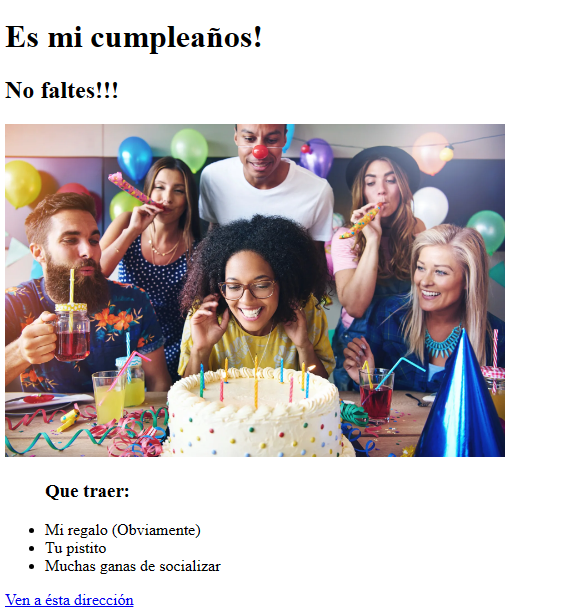 Es mi cumpleaños!
No faltes!!!
Que traer:
Mi regalo (Obviamente)
Tu pistito
Muchas ganas de socializar
Ven a ésta dirección